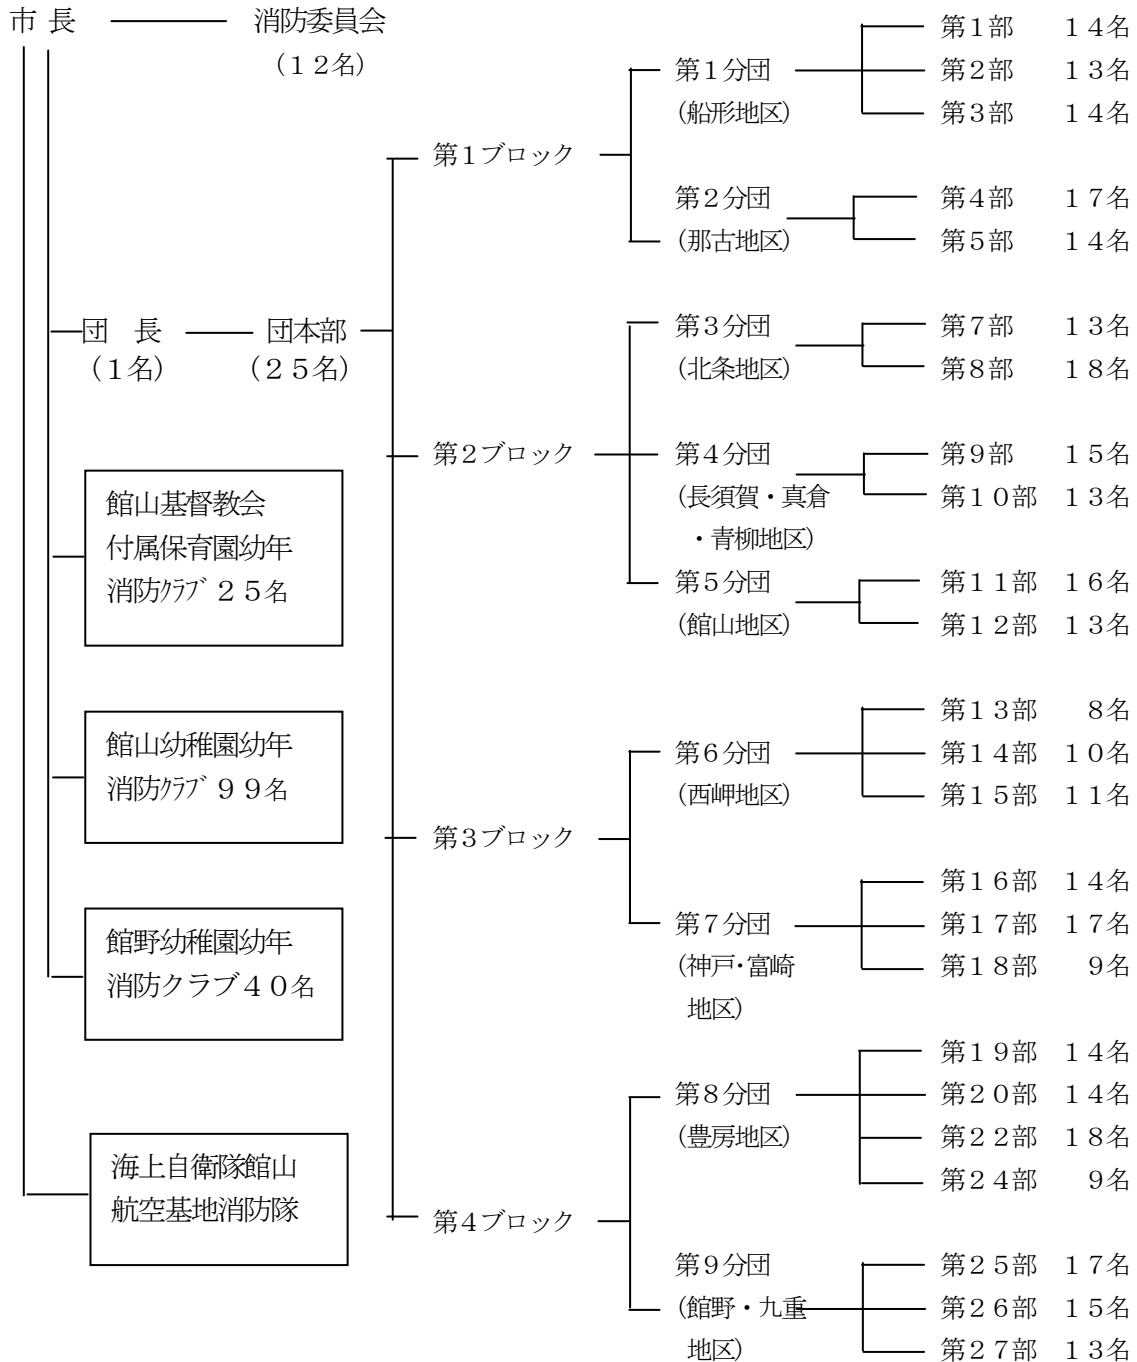 市 長 消防委員会
(12名)
団 長 団本部
(1名) (25名)
館山基督教会
付属保育園幼年
消防ｸﾗﾌﾞ25名
館山幼稚園幼年
消防ｸﾗﾌﾞ99名
館野幼稚園幼年
消防クラブ40名
海上自衛隊館山
航空基地消防隊
第1ブロック
第1分団
(船形地区)
第1部 14名
第2部 13名
第3部 14名
第2分団
(那古地区)
第4部 17名
第5部 14名
第2ブロック
第3分団
(北条地区)
第7部 13名
第8部 18名
第4分団
(長須賀・真倉
・青柳地区)
第9部 15名
第10部 13名
第5分団
(館山地区)
第11部 16名
第12部 13名
第3ブロック
第6分団
(西岬地区)
第13部 8名
第14部 10名
第15部 11名
第7分団
(神戸・富崎
地区)
第16部 14名
第17部 17名
第18部 9名
第4ブロック
第8分団
(豊房地区)
第19部 14名
第20部 14名
第22部 18名
第24部 9名
第9分団
(館野・九重
地区)
第25部 17名
第26部 15名
第27部 13名